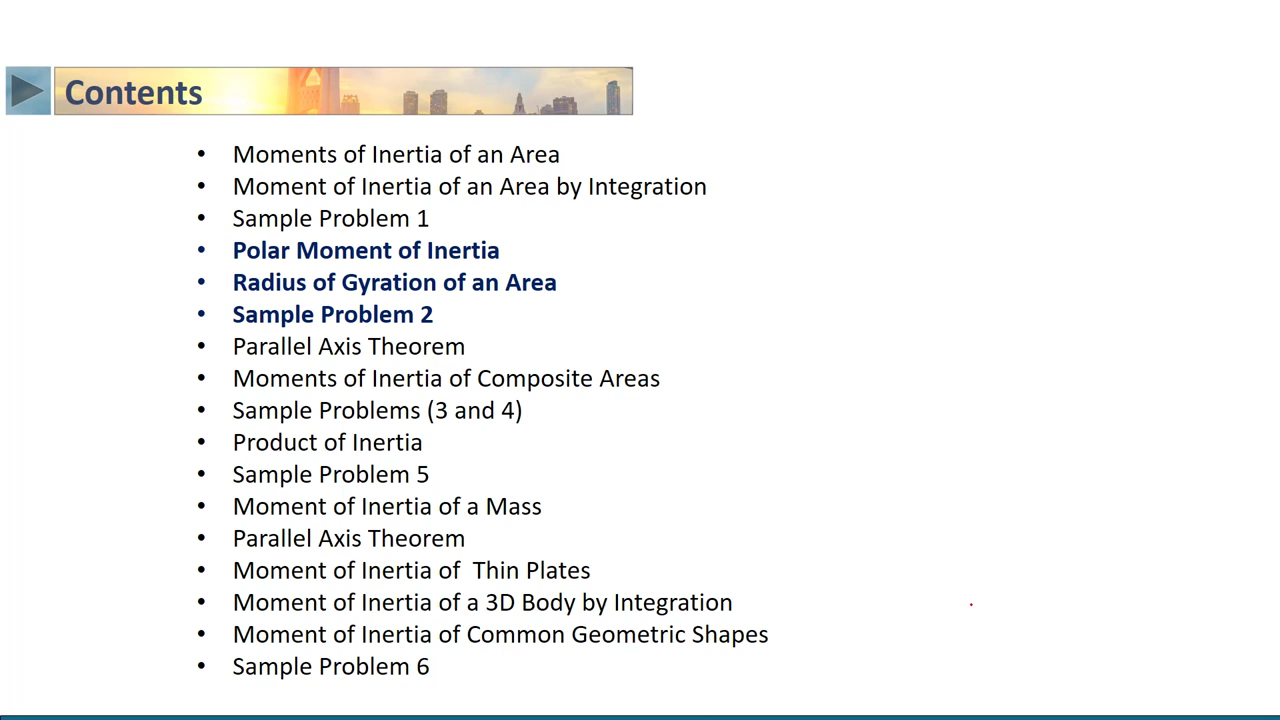 Contents
• Moments of Inertia of an Area
• Moment of Inertia of an Area by Integration
• Sample Problem 1
• Polar Moment of Inertia
• Radius of Gyration of an Area
• Sample Problem 2
• Parallel Axis Theorem
• Moments of Inertia of Composite Areas
• Sample Problems (3 and 4)
• Product of Inertia
• Sample Problem 5
• Moment of Inertia of a Mass
• Parallel Axis Theorem
• Moment of Inertia of  Thin Plates
• Moment of Inertia of a 3D Body by Integration
• Moment of Inertia of Common Geometric Shapes
• Sample Problem 6